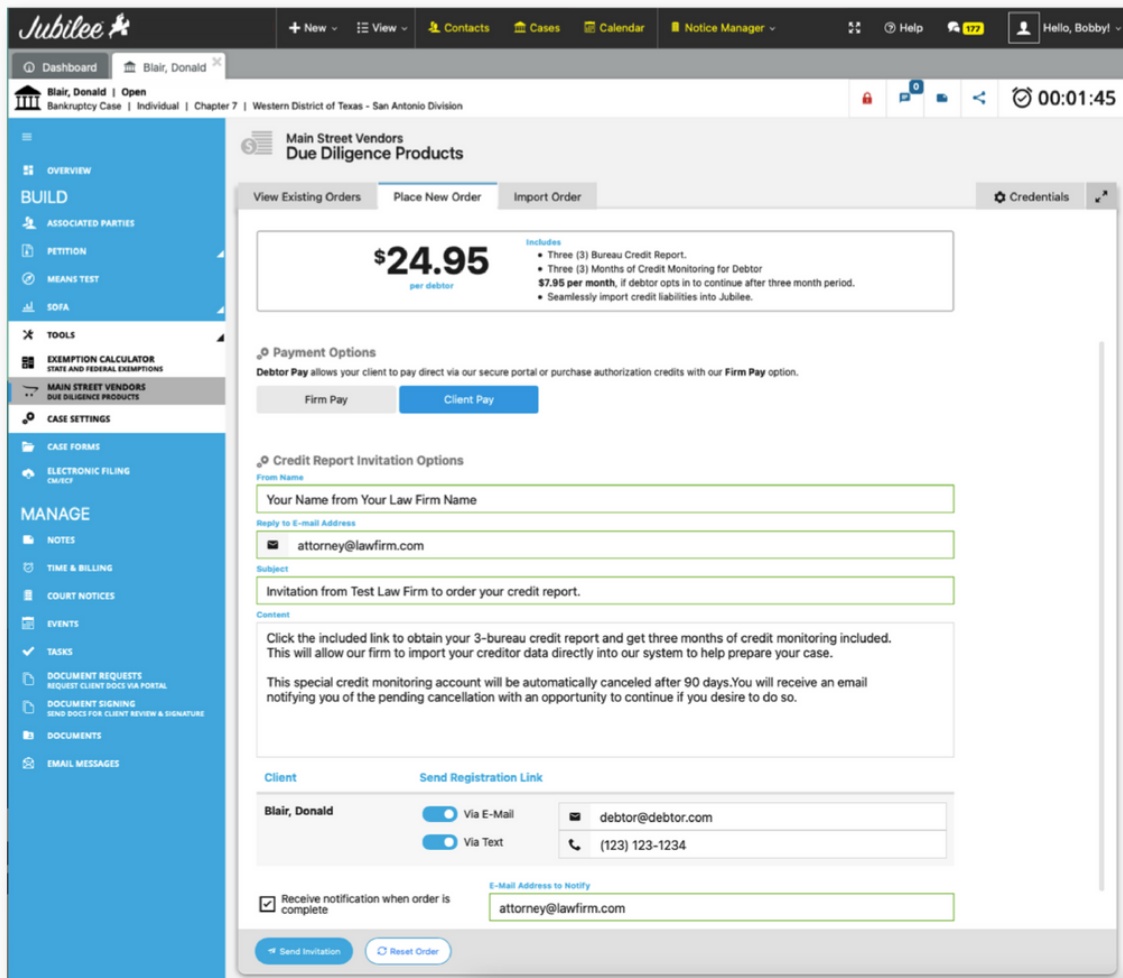 Jubilee
New
View
Contacts
Cases
Calendar
Notice Manager
Help
177
Hello, Bobby!
Dashboard
Blair, Donald
Blair, Donald | Open
Bankruptcy Case | Individual | Chapter 7 | Western District of Texas - San Antonio Division
0
00:01:45
OVERVIEW
BUILD
ASSOCIATED PARTIES
PETITION
MEANS TEST
SOFA
TOOLS
EXEMPTION CALCULATOR
STATE AND FEDERAL EXEMPTIONS
MAIN STREET VENDORS
DUE DILIGENCE PRODUCTS
CASE SETTINGS
CASE FORMS
ELECTRONIC FILING
CM/ECF
MANAGE
NOTES
TIME & BILLING
COURT NOTICES
EVENTS
TASKS
DOCUMENT REQUESTS
REQUEST CLIENT DOCS VIA PORTAL
DOCUMENT SIGNING
SEND DOCS FOR CLIENT REVIEW & SIGNATURE
DOCUMENTS
EMAIL MESSAGES
Main Street Vendors
Due Diligence Products
View Existing Orders
Place New Order
Import Order
Credentials
$24.95
per debtor
Includes
• Three (3) Bureau Credit Report.
• Three (3) Months of Credit Monitoring for Debtor
$7.95 per month, if debtor opts in to continue after three month period.
• Seamlessly import credit liabilities into Jubilee.
Payment Options
Debtor Pay allows your client to pay direct via our secure portal or purchase authorization credits with our Firm Pay option.
Firm Pay
Client Pay
Credit Report Invitation Options
From Name
Your Name from Your Law Firm Name
Reply to E-mail Address
attorney@lawfirm.com
Subject
Invitation from Test Law Firm to order your credit report.
Content
Click the included link to obtain your 3-bureau credit report and get three months of credit monitoring included.
This will allow our firm to import your creditor data directly into our system to help prepare your case.
This special credit monitoring account will be automatically canceled after 90 days.You will receive an email
notifying you of the pending cancellation with an opportunity to continue if you desire to do so.
Client
Send Registration Link
Blair, Donald
Via E-Mail
debtor@debtor.com
Via Text
(123) 123-1234
Receive notification when order is
complete
E-Mail Address to Notify
attorney@lawfirm.com
Send Invitation
Reset Order